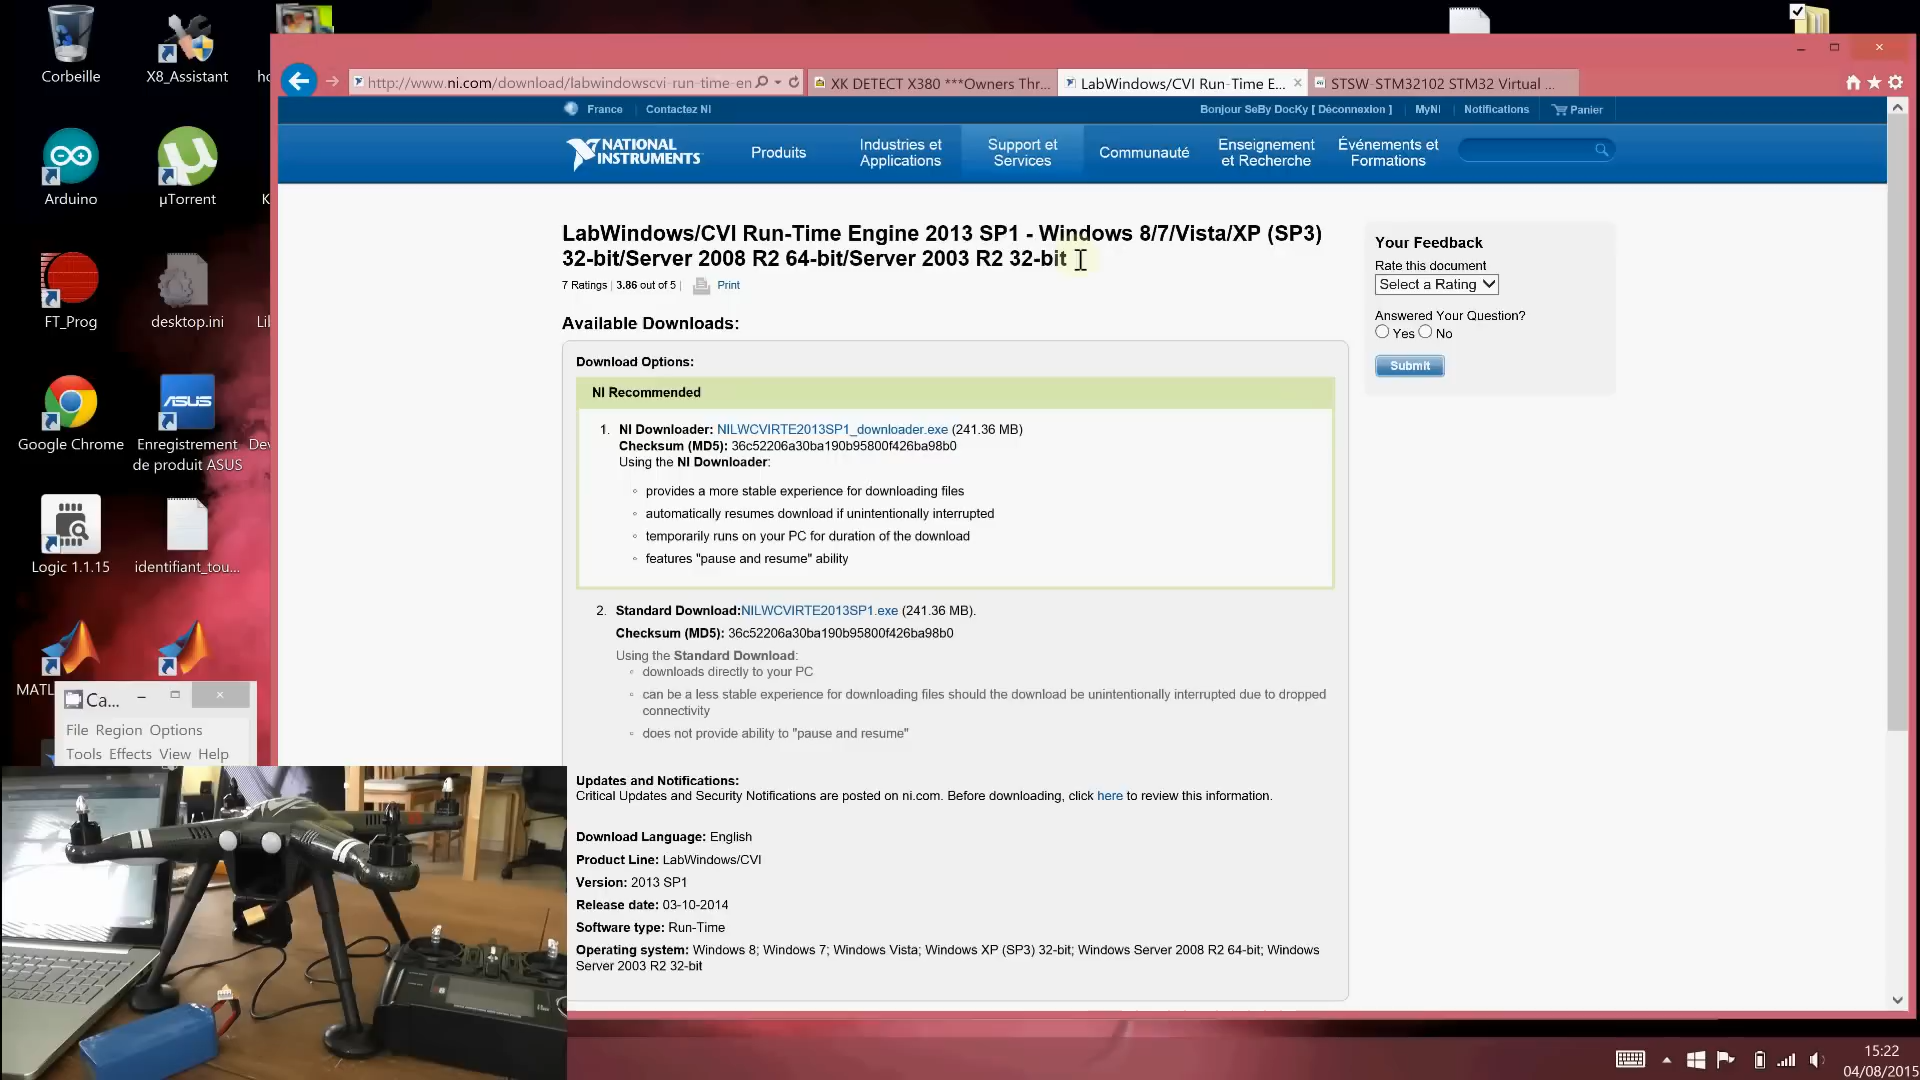 Corbeille
X8_Assistant
Arduino
µTorrent
FT_Prog
desktop.ini
Google Chrome
Enregistrement
de produit ASUS
ASUS
Logic 1.1.15
identifiant_tou...
MATL
Ca...
File Region Options
Tools Effects View Help
http://www.ni.com/download/labwindowscvi-run-time-en
XK DETECT X380 ***Owners Thr...
LabWindows/CVI Run-Time E...
STSW-STM32102 STM32 Virtual ...
France
Contactez NI
Bonjour SeBy DocKy [ Déconnexion ]
MyNI
Notifications
Panier
NATIONAL
INSTRUMENTS
Produits
Industries et
Applications
Support et
Services
Communauté
Enseignement
et Recherche
Événements et
Formations
LabWindows/CVI Run-Time Engine 2013 SP1 - Windows 8/7/Vista/XP (SP3)
32-bit/Server 2008 R2 64-bit/Server 2003 R2 32-bit
7 Ratings | 3.86 out of 5 |
Print
Available Downloads:
Download Options:
NI Recommended
1. NI Downloader: NILWCVIRTE2013SP1_downloader.exe (241.36 MB)
Checksum (MD5): 36c52206a30ba190b95800f426ba98b0
Using the NI Downloader:
provides a more stable experience for downloading files
automatically resumes download if unintentionally interrupted
temporarily runs on your PC for duration of the download
features "pause and resume" ability
2. Standard Download:NILWCVIRTE2013SP1.exe (241.36 MB).
Checksum (MD5): 36c52206a30ba190b95800f426ba98b0
Using the Standard Download:
downloads directly to your PC
can be a less stable experience for downloading files should the download be unintentionally interrupted due to dropped
connectivity
does not provide ability to "pause and resume"
Updates and Notifications:
Critical Updates and Security Notifications are posted on ni.com. Before downloading, click here to review this information.
Download Language: English
Product Line: LabWindows/CVI
Version: 2013 SP1
Release date: 03-10-2014
Software type: Run-Time
Operating system: Windows 8; Windows 7; Windows Vista; Windows XP (SP3) 32-bit; Windows Server 2008 R2 64-bit; Windows
Server 2003 R2 32-bit
Your Feedback
Rate this document
Select a Rating
Answered Your Question?
Yes No
Submit
15:22
04/08/2015